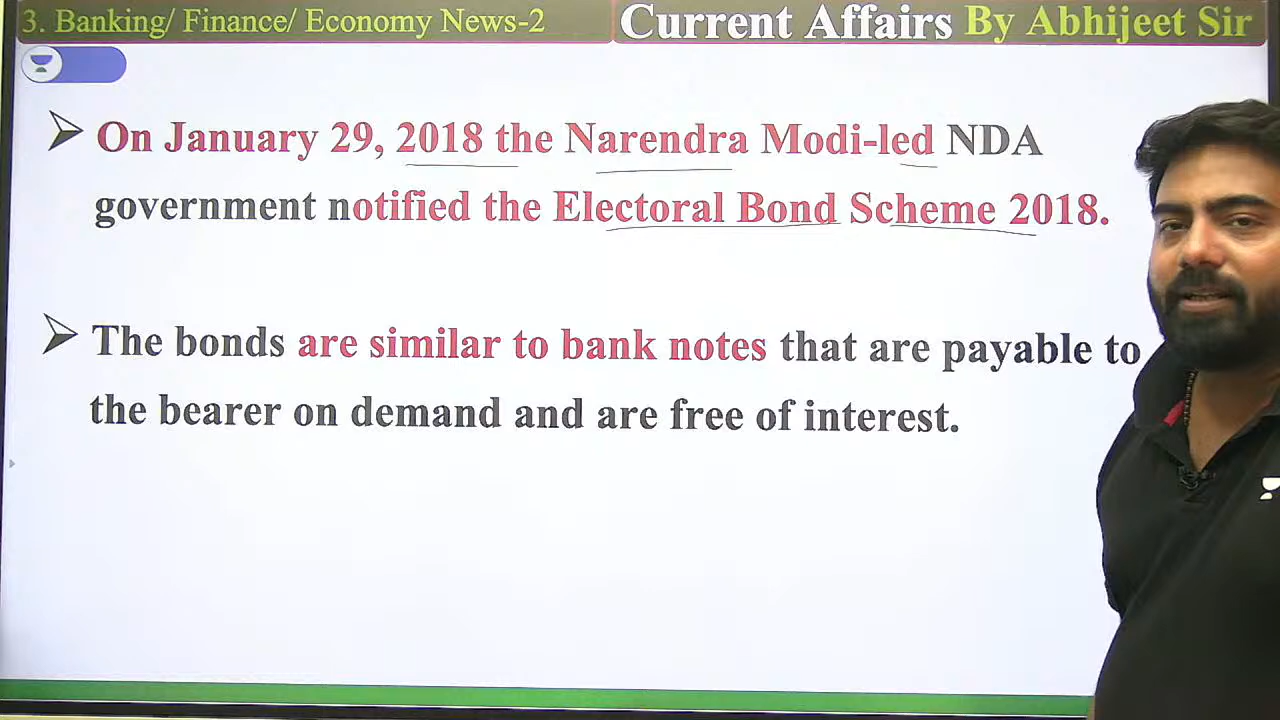 3. Banking/ Finance/ Economy News-2
Current Affairs By Abhijeet Sir
On January 29, 2018 the Narendra Modi-led NDA
government notified the Electoral Bond Scheme 2018.
The bonds are similar to bank notes that are payable to
the bearer on demand and are free of interest.